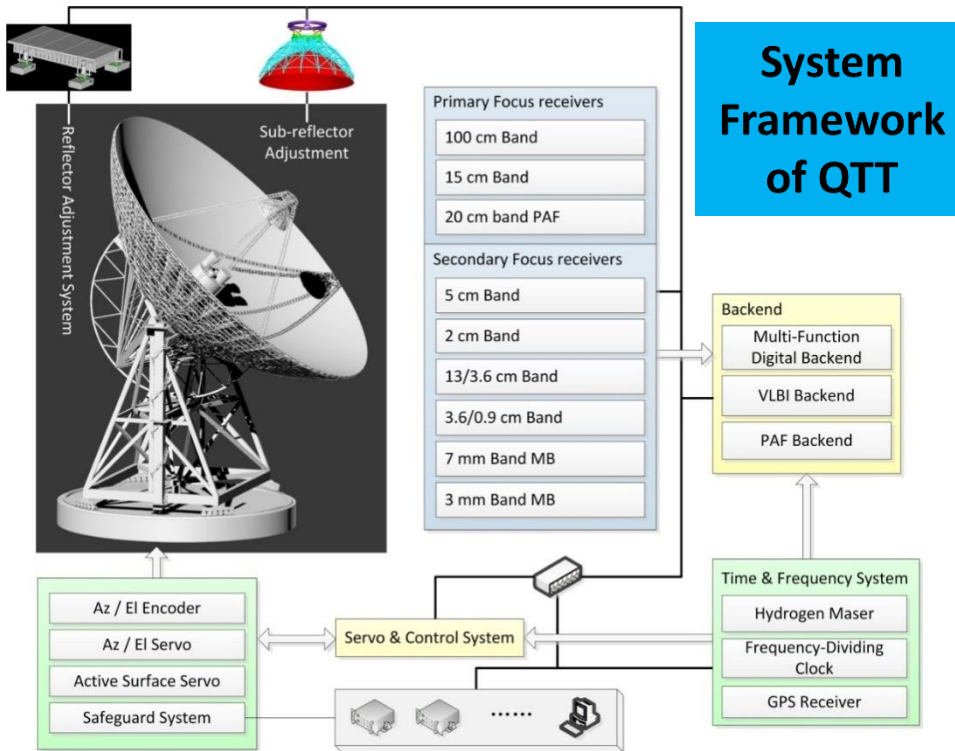 System
Framework
of QTT
Reflector Adjustment System
Sub-reflector
Adjustment
Primary Focus receivers
100 cm Band
15 cm Band
20 cm band PAF
Secondary Focus receivers
5 cm Band
2 cm Band
13/3.6 cm Band
3.6/0.9 cm Band
7 mm Band MB
3 mm Band MB
Backend
Multi-Function
Digital Backend
VLBI Backend
PAF Backend
Time & Frequency System
Hydrogen Maser
Frequency-Dividing
Clock
GPS Receiver
Servo & Control System
Az / El Encoder
Az / El Servo
Active Surface Servo
Safeguard System
......